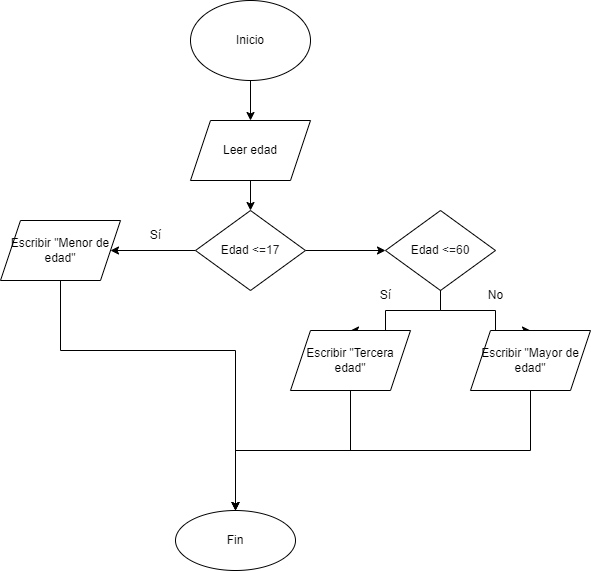 Inicio
Leer edad
Sí
Edad <=17
Edad <=60
Escribir "Menor de
edad"
Sí
No
Escribir "Tercera
edad"
Escribir "Mayor de
edad"
Fin